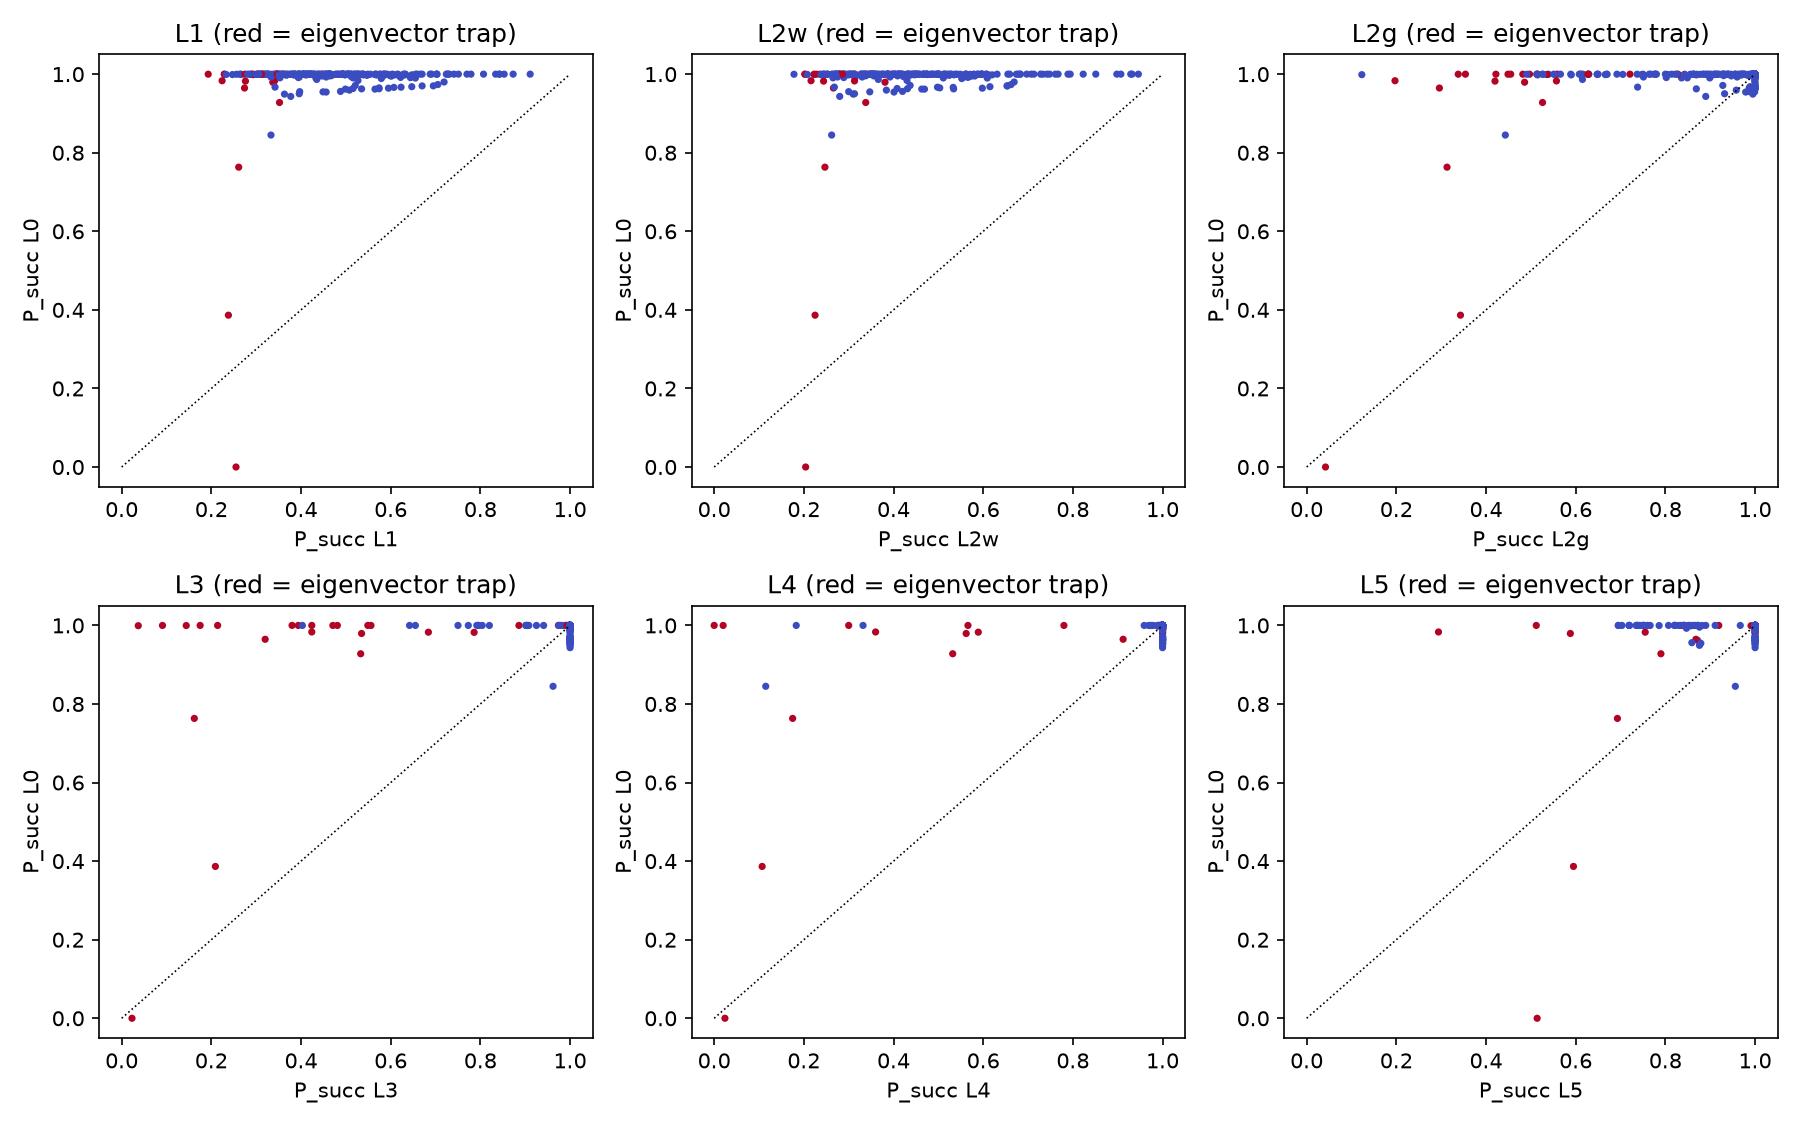 L1 (red = eigenvector trap)
1.0
0.8
0.6
0.4
0.2
0.0
P_succ L0
0.0 0.2 0.4 0.6 0.8 1.0
P_succ L1
L2w (red = eigenvector trap)
1.0
0.8
0.6
0.4
0.2
0.0
P_succ L0
0.0 0.2 0.4 0.6 0.8 1.0
P_succ L2w
L2g (red = eigenvector trap)
1.0
0.8
0.6
0.4
0.2
0.0
P_succ L0
0.0 0.2 0.4 0.6 0.8 1.0
P_succ L2g
L3 (red = eigenvector trap)
1.0
0.8
0.6
0.4
0.2
0.0
P_succ L0
0.0 0.2 0.4 0.6 0.8 1.0
P_succ L3
L4 (red = eigenvector trap)
1.0
0.8
0.6
0.4
0.2
0.0
P_succ L0
0.0 0.2 0.4 0.6 0.8 1.0
P_succ L4
L5 (red = eigenvector trap)
1.0
0.8
0.6
0.4
0.2
0.0
P_succ L0
0.0 0.2 0.4 0.6 0.8 1.0
P_succ L5